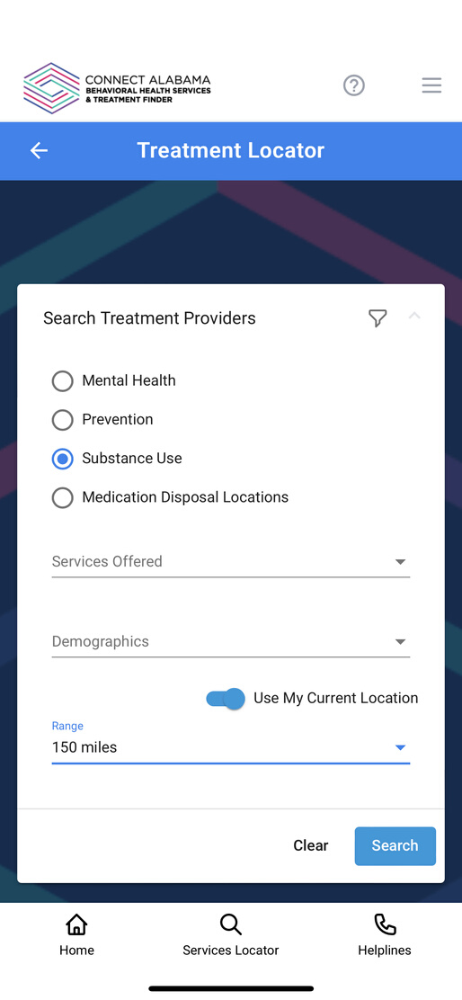 CONNECT ALABAMA
BEHAVIORAL HEALTH SERVICES
& TREATMENT FINDER
Treatment Locator
Search Treatment Providers
Mental Health
Prevention
Substance Use
Medication Disposal Locations
Services Offered
Demographics
Use My Current Location
Range
150 miles
Clear
Search
Home
Services Locator
Helplines